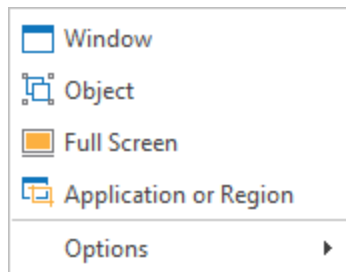 Window
Object
Full Screen
Application or Region
Options